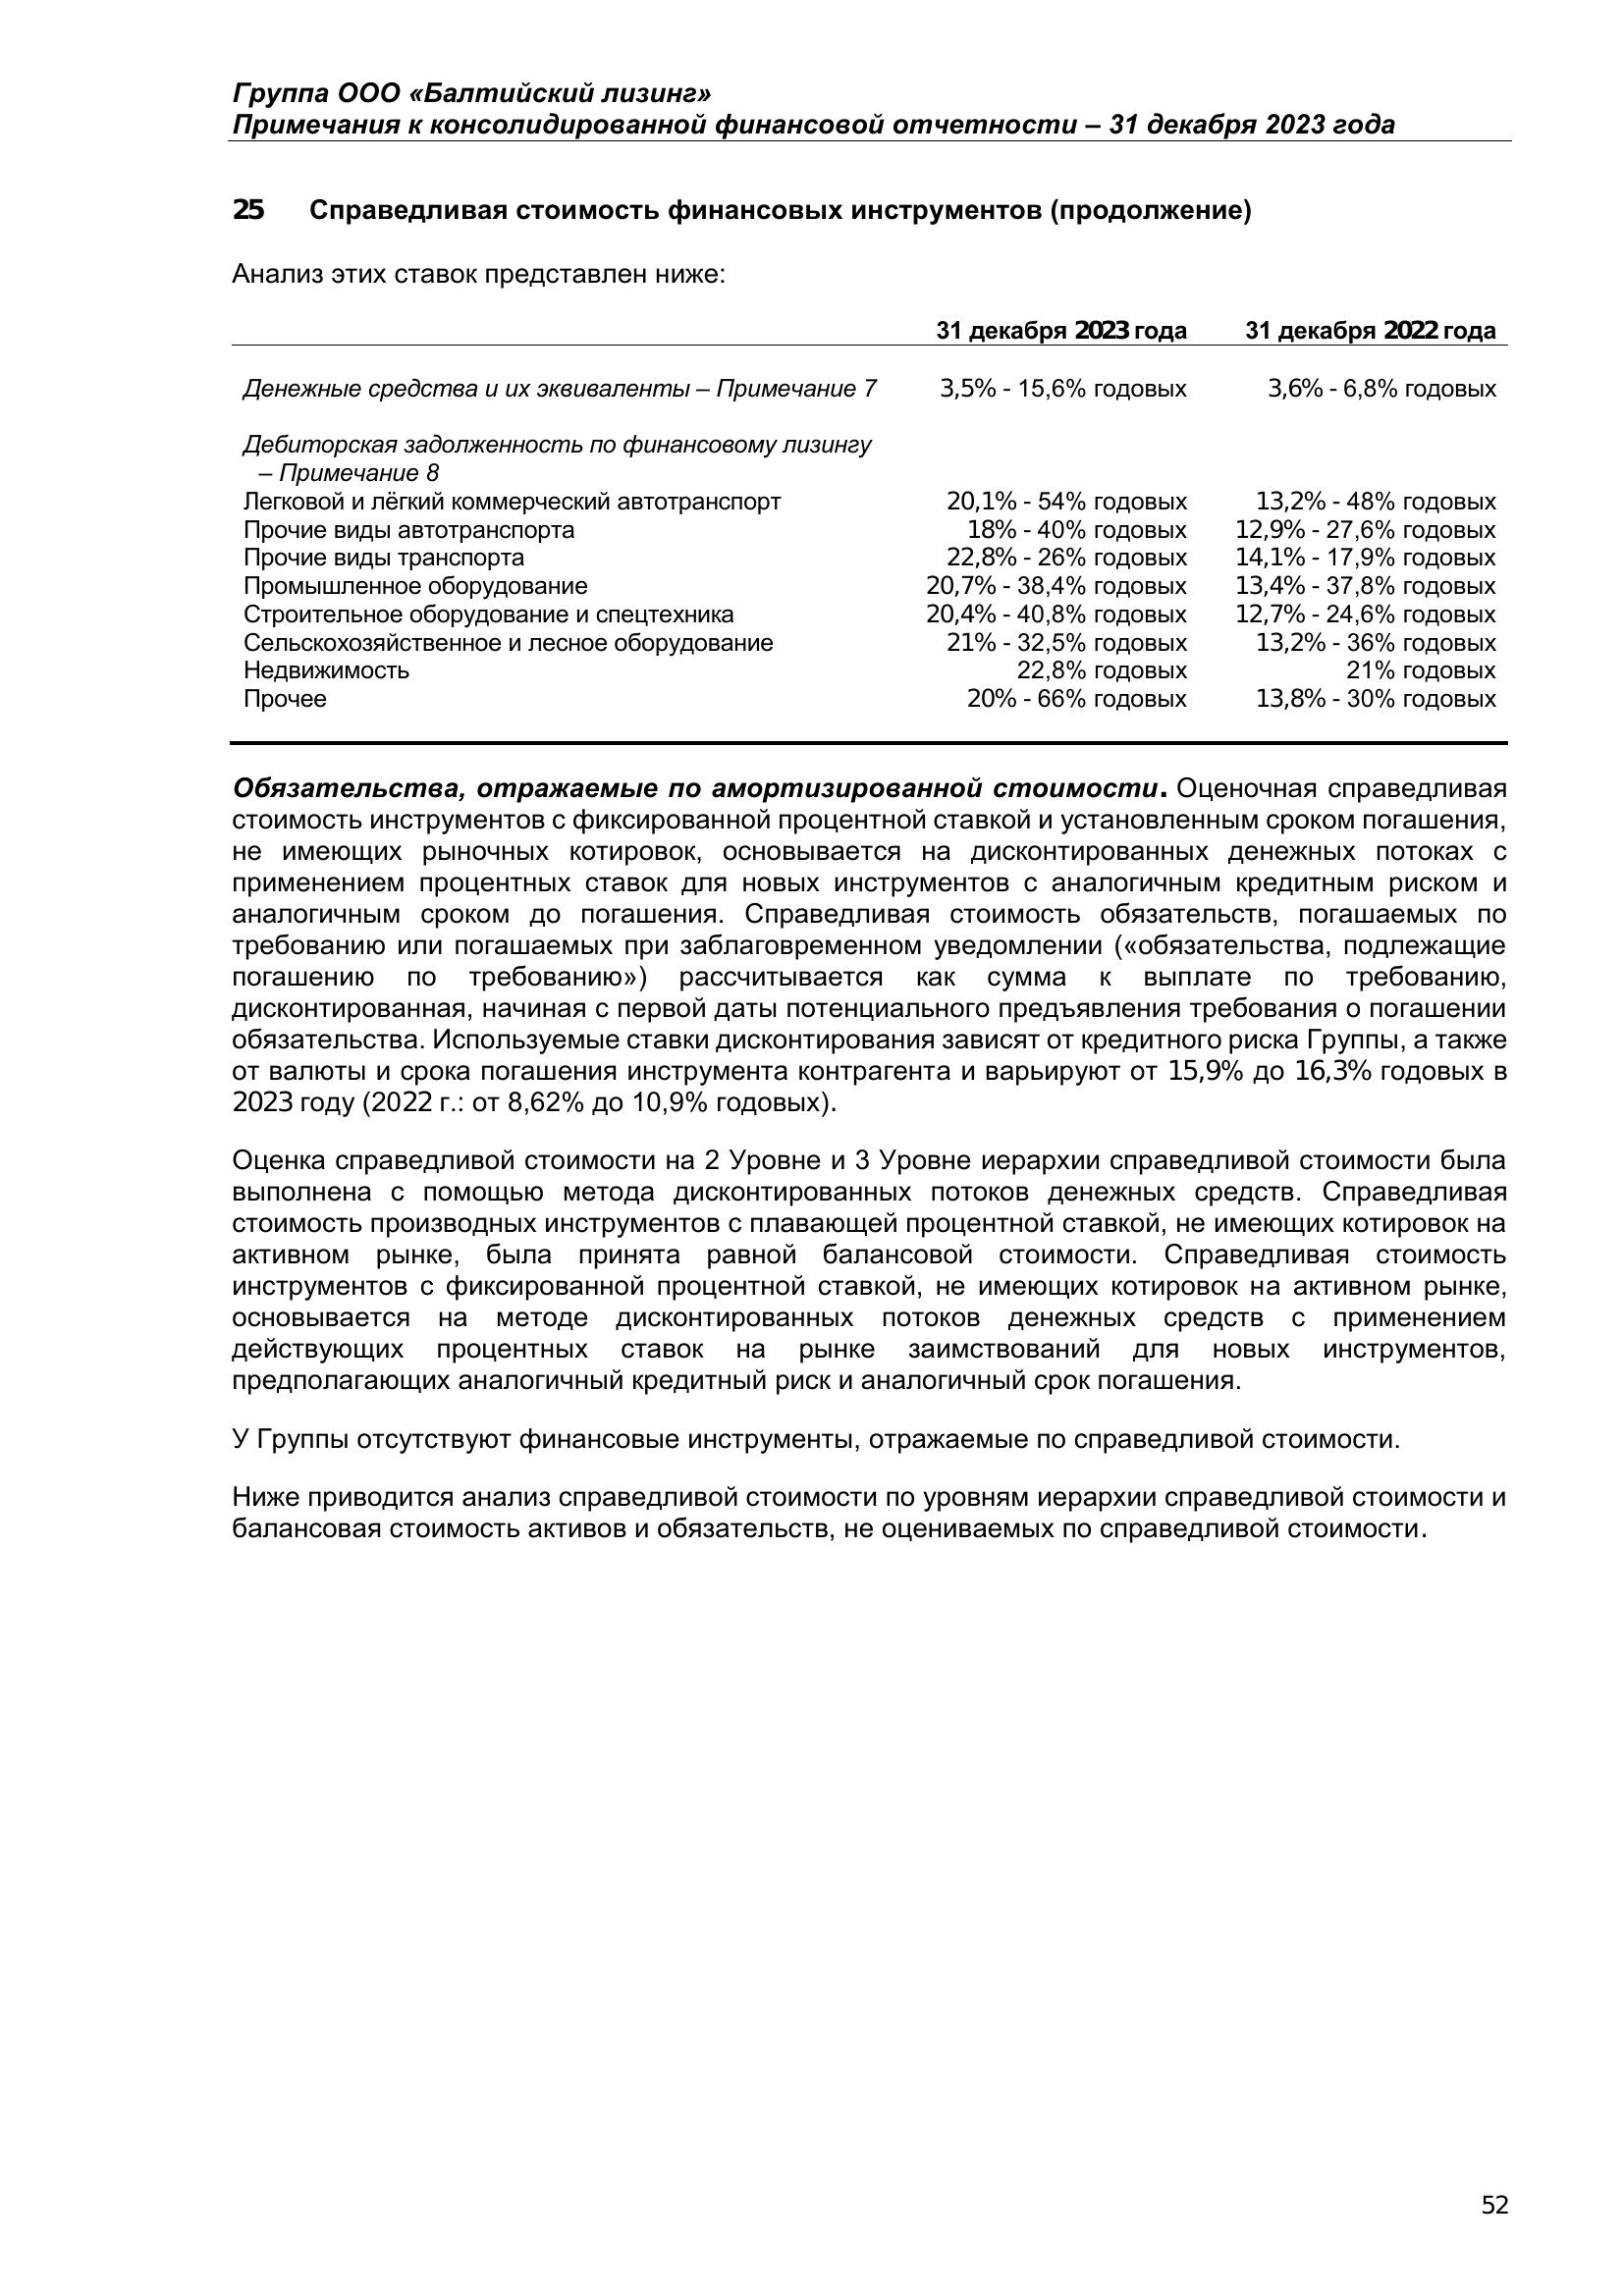 Группа ООО «Балтийский лизинг»
Примечания к консолидированной финансовой отчетности – 31 декабря 2023 года
25 Справедливая стоимость финансовых инструментов (продолжение)
Анализ этих ставок представлен ниже:
31 декабря 2023 года 31 декабря 2022 года
Денежные средства и их эквиваленты – Примечание 7 3,5% - 15,6% годовых 3,6% - 6,8% годовых
Дебиторская задолженность по финансовому лизингу
– Примечание 8
Легковой и лёгкий коммерческий автотранспорт 20,1% - 54% годовых 13,2% - 48% годовых
Прочие виды автотранспорта 18% - 40% годовых 12,9% - 27,6% годовых
Прочие виды транспорта 22,8% - 26% годовых 14,1% - 17,9% годовых
Промышленное оборудование 20,7% - 38,4% годовых 13,4% - 37,8% годовых
Строительное оборудование и спецтехника 20,4% - 40,8% годовых 12,7% - 24,6% годовых
Сельскохозяйственное и лесное оборудование 21% - 32,5% годовых 13,2% - 36% годовых
Недвижимость 22,8% годовых 21% годовых
Прочее 20% - 66% годовых 13,8% - 30% годовых
Обязательства, отражаемые по амортизированной стоимости. Оценочная справедливая
стоимость инструментов с фиксированной процентной ставкой и установленным сроком погашения,
не имеющих рыночных котировок, основывается на дисконтированных денежных потоках с
применением процентных ставок для новых инструментов с аналогичным кредитным риском и
аналогичным сроком до погашения. Справедливая стоимость обязательств, погашаемых по
требованию или погашаемых при заблаговременном уведомлении («обязательства, подлежащие
погашению по требованию») рассчитывается как сумма к выплате по требованию,
дисконтированная, начиная с первой даты потенциального предъявления требования о погашении
обязательства. Используемые ставки дисконтирования зависят от кредитного риска Группы, а также
от валюты и срока погашения инструмента контрагента и варьируют от 15,9% до 16,3% годовых в
2023 году (2022 г.: от 8,62% до 10,9% годовых).
Оценка справедливой стоимости на 2 Уровне и 3 Уровне иерархии справедливой стоимости была
выполнена с помощью метода дисконтированных потоков денежных средств. Справедливая
стоимость производных инструментов с плавающей процентной ставкой, не имеющих котировок на
активном рынке, была принята равной балансовой стоимости. Справедливая стоимость
инструментов с фиксированной процентной ставкой, не имеющих котировок на активном рынке,
основывается на методе дисконтированных потоков денежных средств с применением
действующих процентных ставок на рынке заимствований для новых инструментов,
предполагающих аналогичный кредитный риск и аналогичный срок погашения.
У Группы отсутствуют финансовые инструменты, отражаемые по справедливой стоимости.
Ниже приводится анализ справедливой стоимости по уровням иерархии справедливой стоимости и
балансовая стоимость активов и обязательств, не оцениваемых по справедливой стоимости.
52